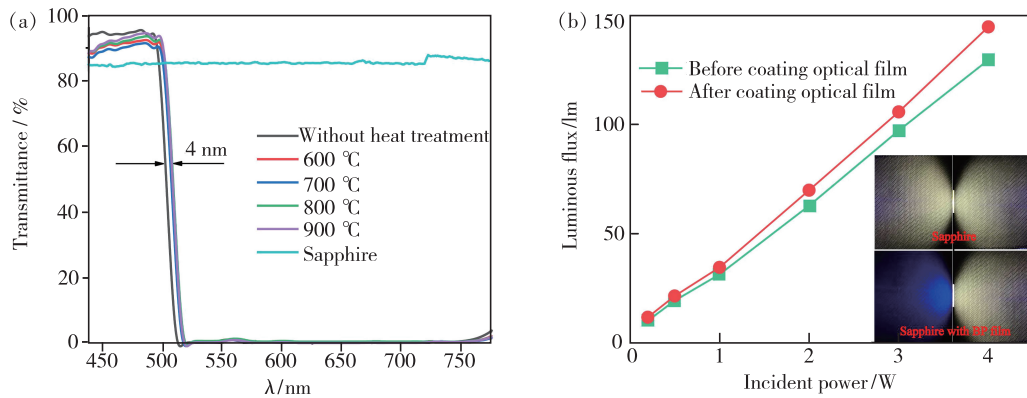 (a)
100
80
60
40
20
0
Transmittance / %
4 nm
Without heat treatment
600 ℃
700 ℃
800 ℃
900 ℃
Sapphire
450 500 550 600 650 700 750
λ/nm
(b)
150
100
50
0
Luminous flux/lm
Before coating optical film
After coating optical film
Sapphire
Sapphire with BP film
0 1 2 3 4
Incident power/W